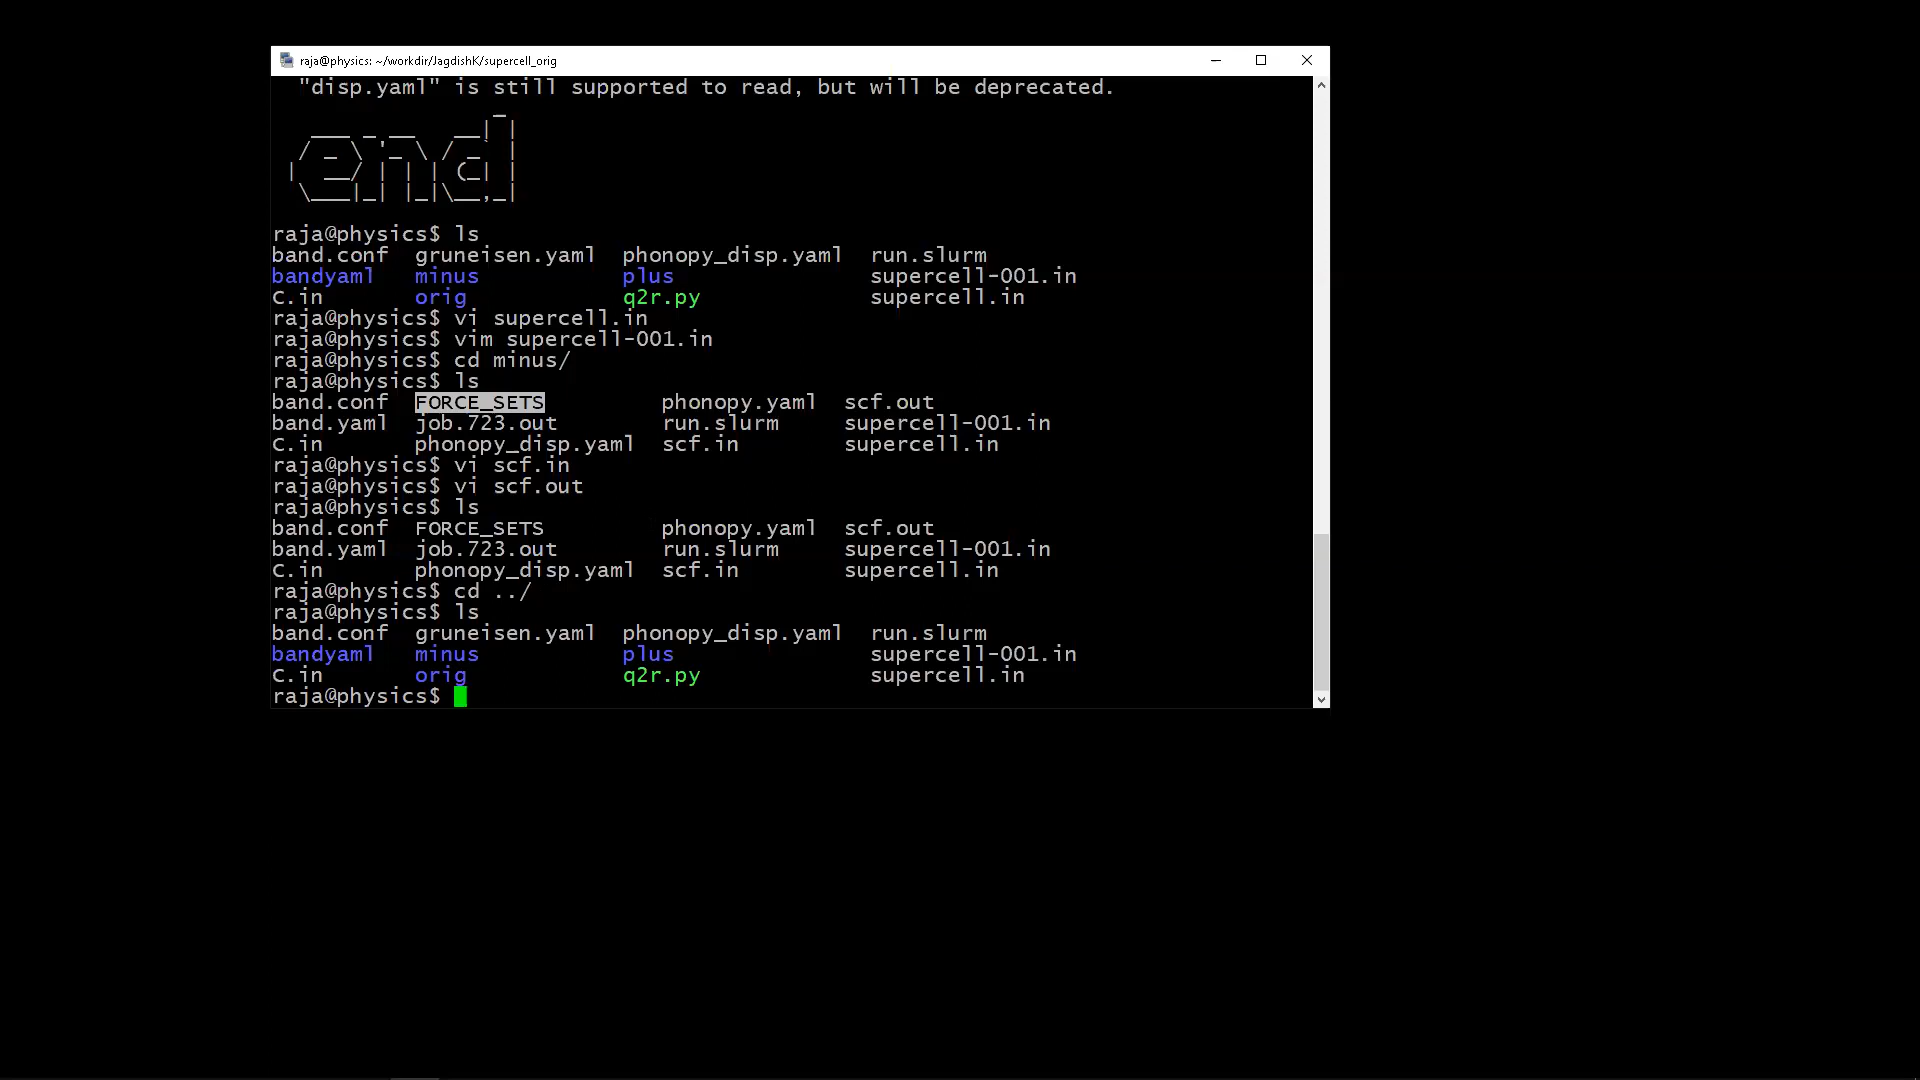 raja@physics: ~/workdir/JagdishK/supercell_orig
"disp.yaml" is still supported to read, but will be deprecated.
end
raja@physics$ ls
band.conf  gruneisen.yaml  phonopy_disp.yaml  run.slurm
bandyaml   minus           plus               supercell-001.in
C.in       orig            q2r.py             supercell.in
raja@physics$ vi supercell.in
raja@physics$ vim supercell-001.in
raja@physics$ cd minus/
raja@physics$ ls
band.conf  FORCE_SETS         phonopy.yaml  scf.out
band.yaml  job.723.out        run.slurm     supercell-001.in
C.in       phonopy_disp.yaml  scf.in        supercell.in
raja@physics$ vi scf.in
raja@physics$ vi scf.out
raja@physics$ ls
band.conf  FORCE_SETS         phonopy.yaml  scf.out
band.yaml  job.723.out        run.slurm     supercell-001.in
C.in       phonopy_disp.yaml  scf.in        supercell.in
raja@physics$ cd ../
raja@physics$ ls
band.conf  gruneisen.yaml  phonopy_disp.yaml  run.slurm
bandyaml   minus           plus               supercell-001.in
C.in       orig            q2r.py             supercell.in
raja@physics$